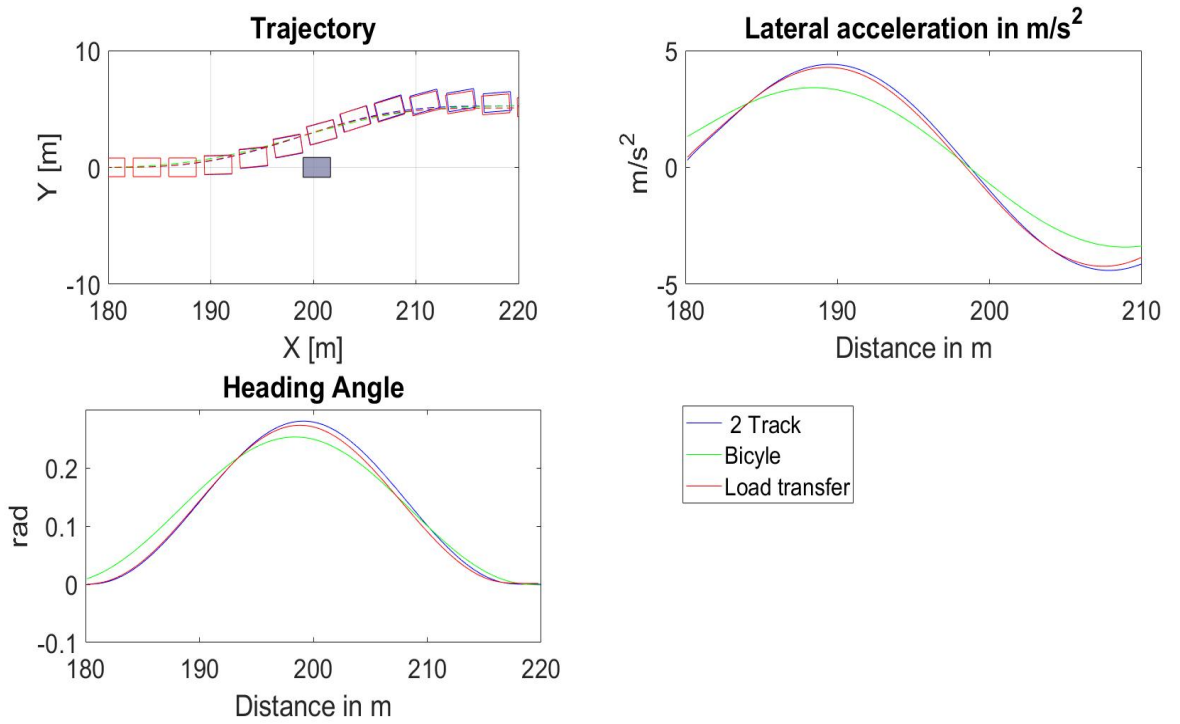 Trajectory
10
0
-10
Y [m]
180 190 200 210 220
X [m]
Lateral acceleration in m/s²
5
0
-5
m/s²
180 190 200 210
Distance in m
Heading Angle
0.2
0.1
0
-0.1
rad
180 190 200 210 220
Distance in m
2 Track
Bicyle
Load transfer